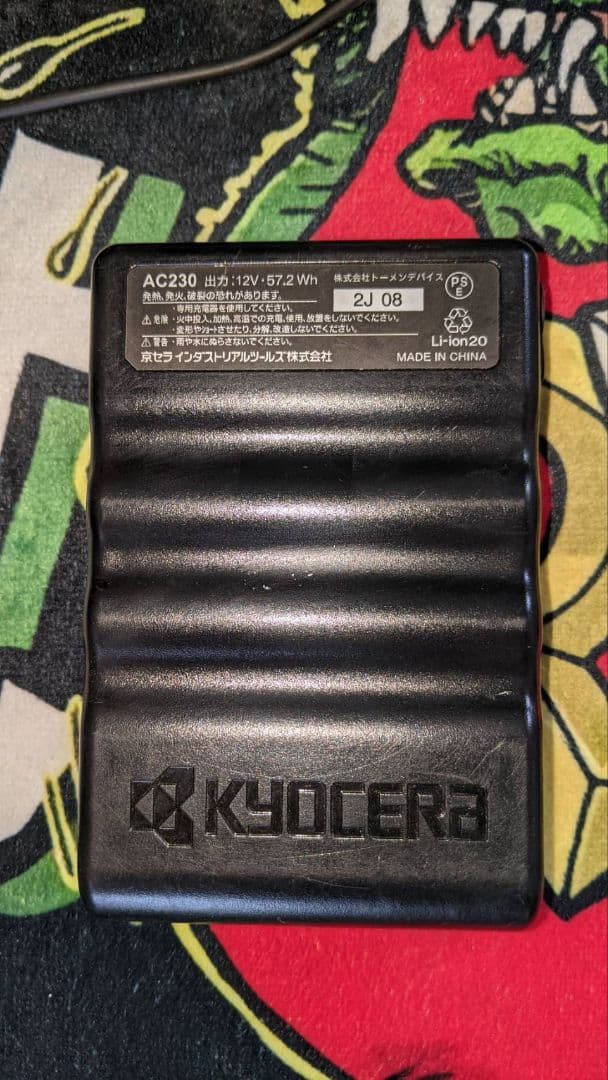 AC230 出力:12V・57.2 Wh
株式会社トーメンデバイス
PS
E
発熱、発火、破裂の恐れがあります。
2J 08
・専用充電器を使用してください。
⚠危険・火中投入、加熱、高温での充電、使用、放置をしないでください。
・変形やショートさせたり、分解、改造しないでください。
⚠警告・雨や水にぬらさないでください。
Li-ion20
京セラインダストリアルツールズ株式会社
MADE IN CHINA
KYOCERA